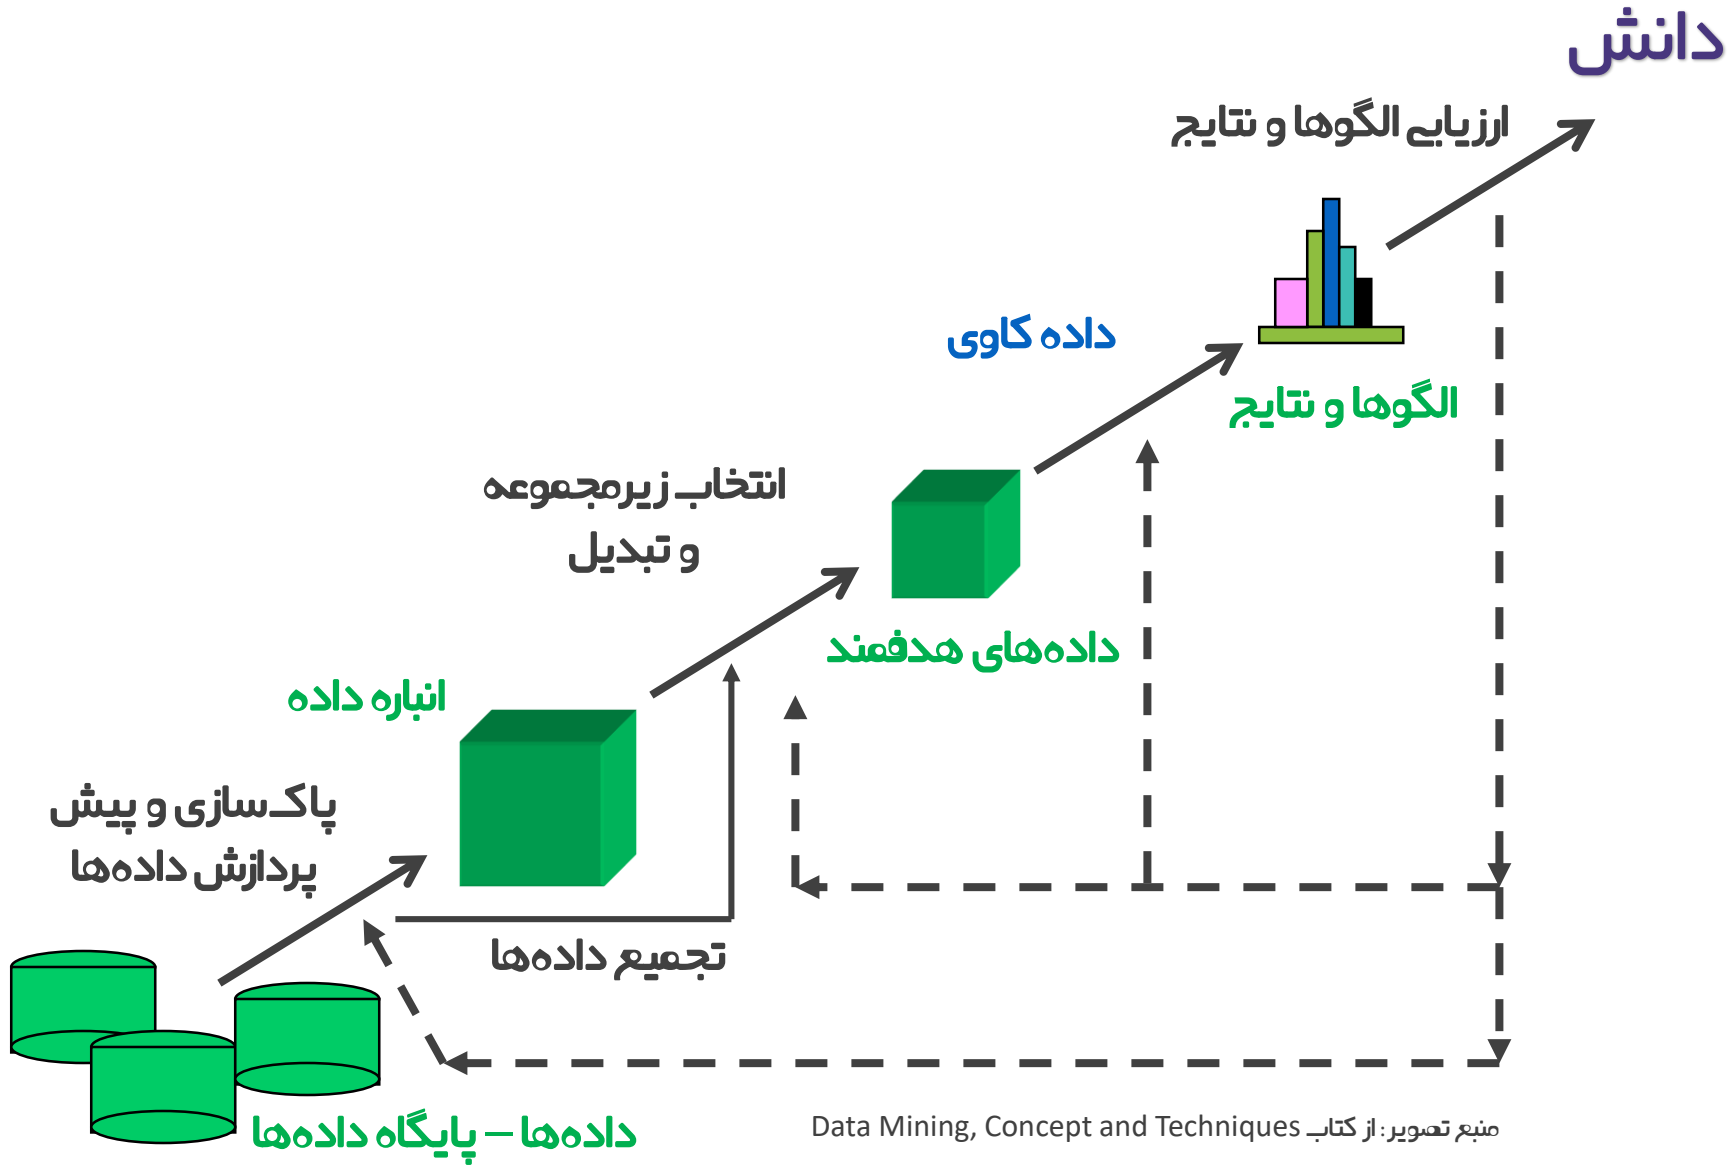 دانش
ارزیابی الگوها و نتایج
داده کاوی
الگوها و نتایج
انتخاب زیرمجموعه
و تبدیل
داده‌های هدفمند
انباره داده
پاک‌سازی و پیش
پردازش داده‌ها
تجمیع داده‌ها
داده‌ها – پایگاه داده‌ها
منبع تصویر: از کتاب Data Mining, Concept and Techniques